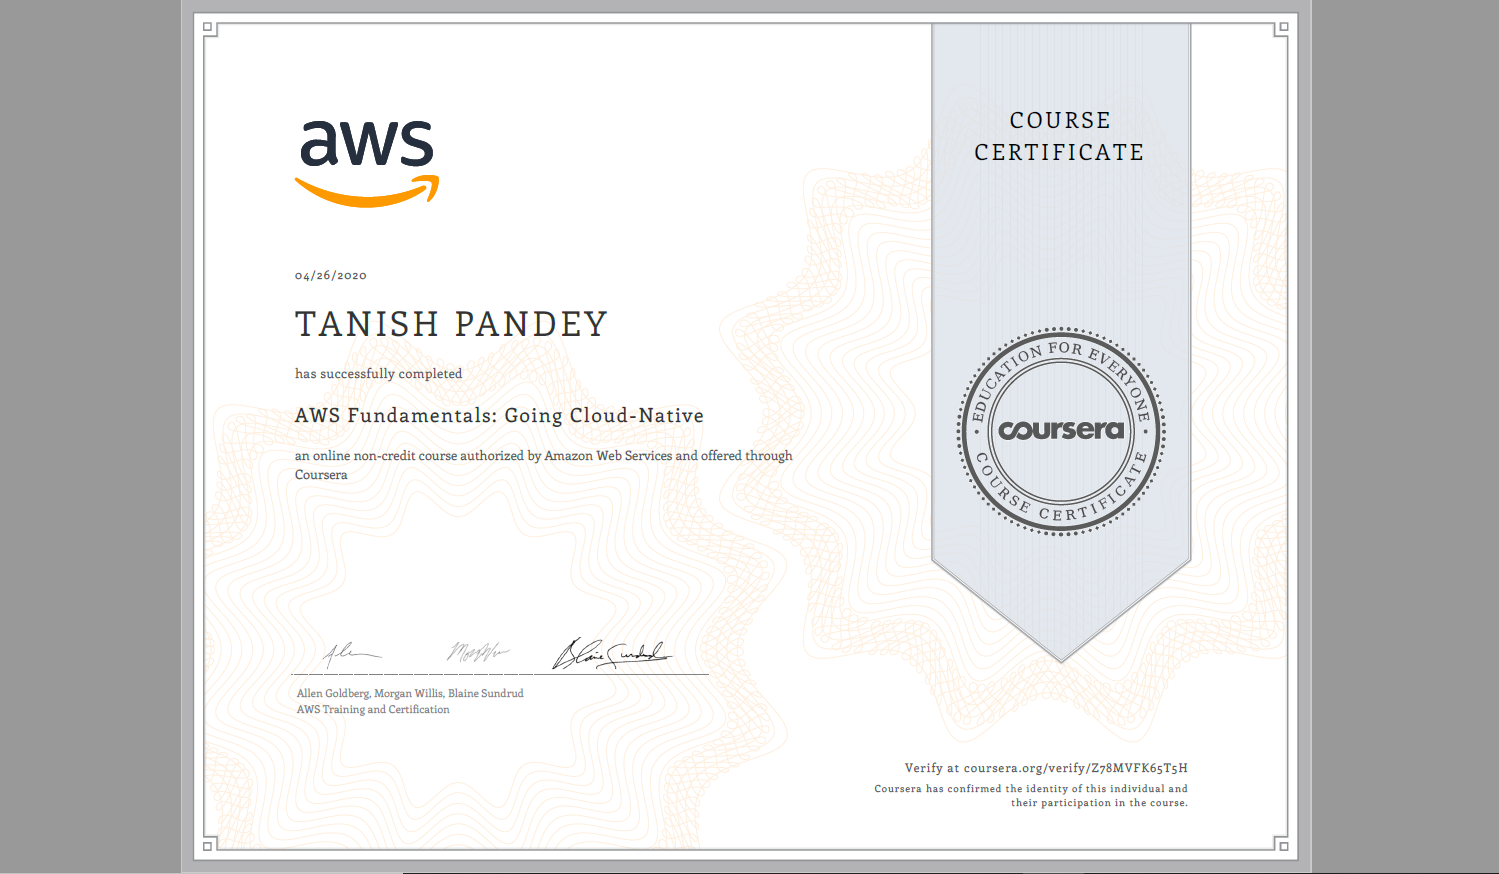 aws
COURSE
CERTIFICATE
04/26/2020
TANISH PANDEY
has successfully completed
AWS Fundamentals: Going Cloud-Native
an online non-credit course authorized by Amazon Web Services and offered through
Coursera
EDUCATION FOR EVERYONE
coursera
COURSE CERTIFICATE
Blaine Sundrud
Allen Goldberg, Morgan Willis, Blaine Sundrud
AWS Training and Certification
Verify at coursera.org/verify/Z78MVFK65T5H
Coursera has confirmed the identity of this individual and
their participation in the course.